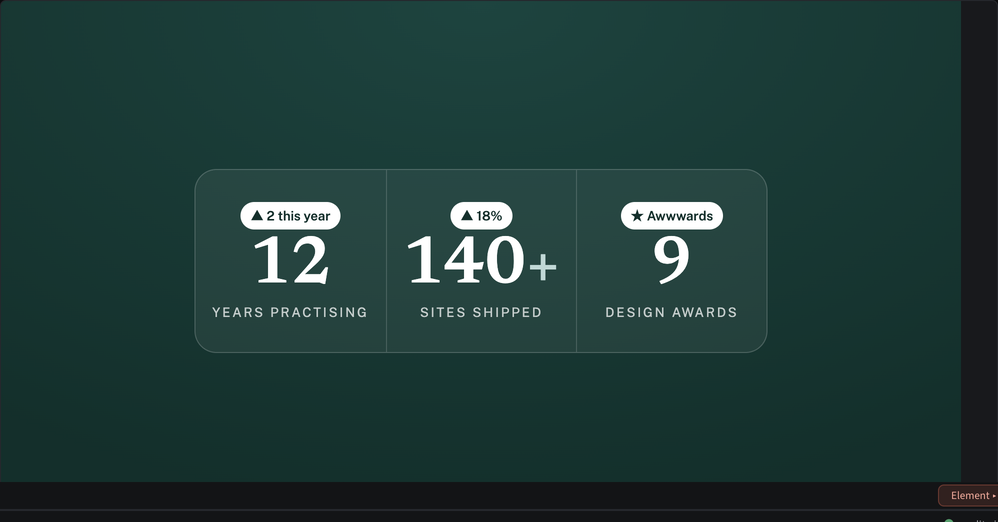 ▲ 2 this year
12
YEARS PRACTISING
▲ 18%
140+
SITES SHIPPED
★ Awwwards
9
DESIGN AWARDS
Element